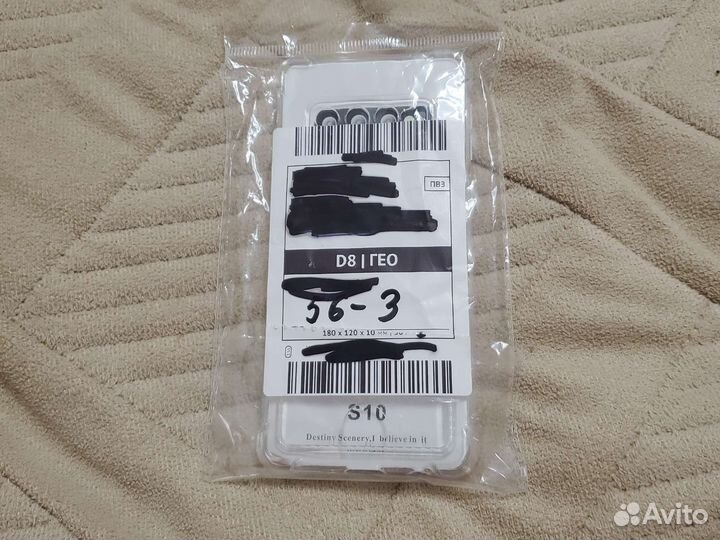 ПВЗ
D8 | ГЕО
56-3
180 x 120 x 10
S10
Destiny Scenery,I believe in it
Avito